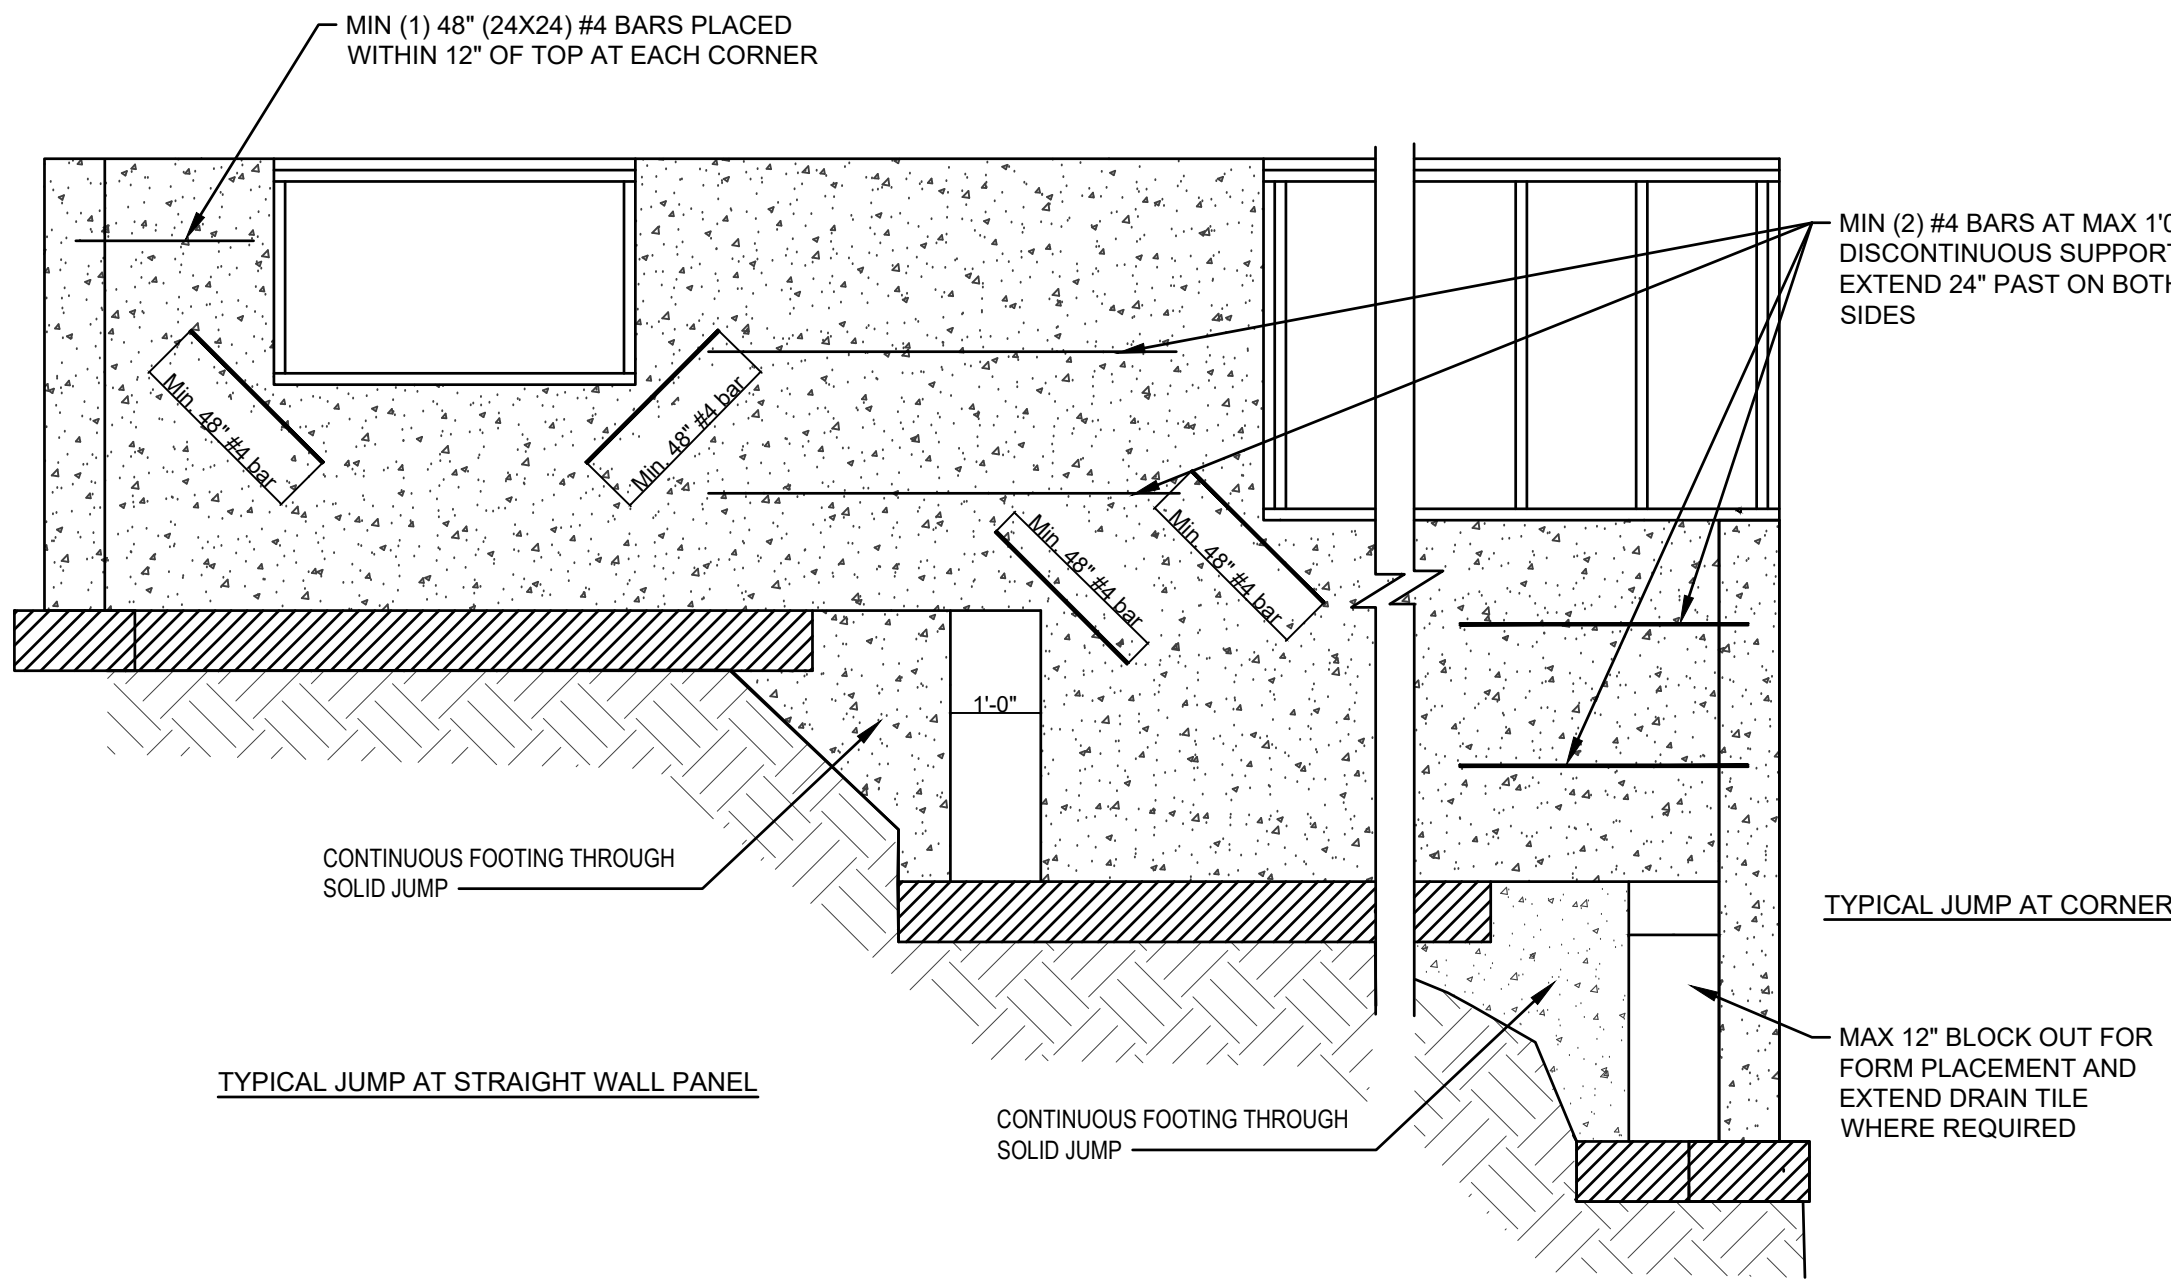 MIN (1) 48" (24X24) #4 BARS PLACED
WITHIN 12" OF TOP AT EACH CORNER
MIN (2) #4 BARS AT MAX
DISCONTINUOUS
EXTEND 24" PAST ON
SIDES
Min. 48" #4 bar
Min. 48" #4 bar
Min. 48" #4 bar
Min. 48" #4 bar
1'-0"
CONTINUOUS FOOTING THROUGH
SOLID JUMP
TYPICAL JUMP AT CORNER
MAX 12" BLOCK OUT FOR
FORM PLACEMENT AND
EXTEND DRAIN TILE
WHERE REQUIRED
TYPICAL JUMP AT STRAIGHT WALL PANEL
CONTINUOUS FOOTING THROUGH
SOLID JUMP